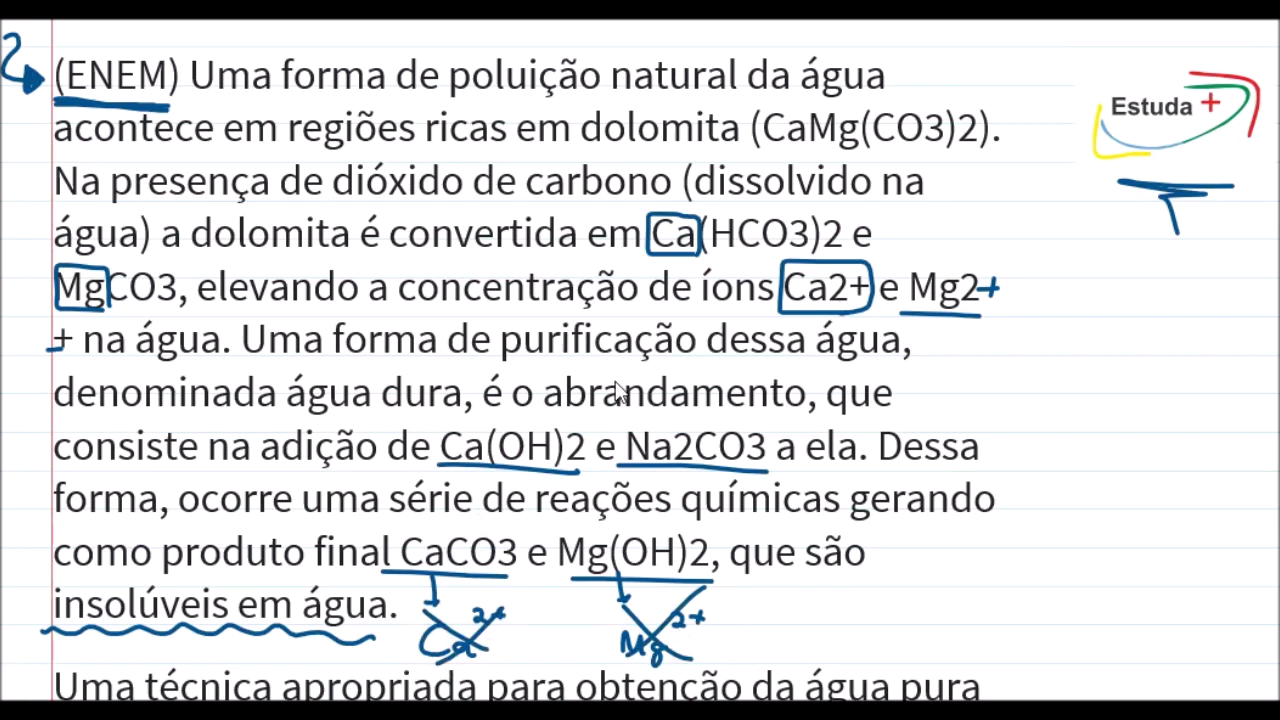 (ENEM) Uma forma de poluição natural da água
acontece em regiões ricas em dolomita (CaMg(CO3)2).
Na presença de dióxido de carbono (dissolvido na
água) a dolomita é convertida em Ca(HCO3)2 e
MgCO3, elevando a concentração de íons Ca2+ e Mg2+
+ na água. Uma forma de purificação dessa água,
denominada água dura, é o abrandamento, que
consiste na adição de Ca(OH)2 e Na2CO3 a ela. Dessa
forma, ocorre uma série de reações químicas gerando
como produto final CaCO3 e Mg(OH)2, que são
insolúveis em água.
Ca2+ Mg2+
Uma técnica apropriada para obtenção da água pura
Estuda +